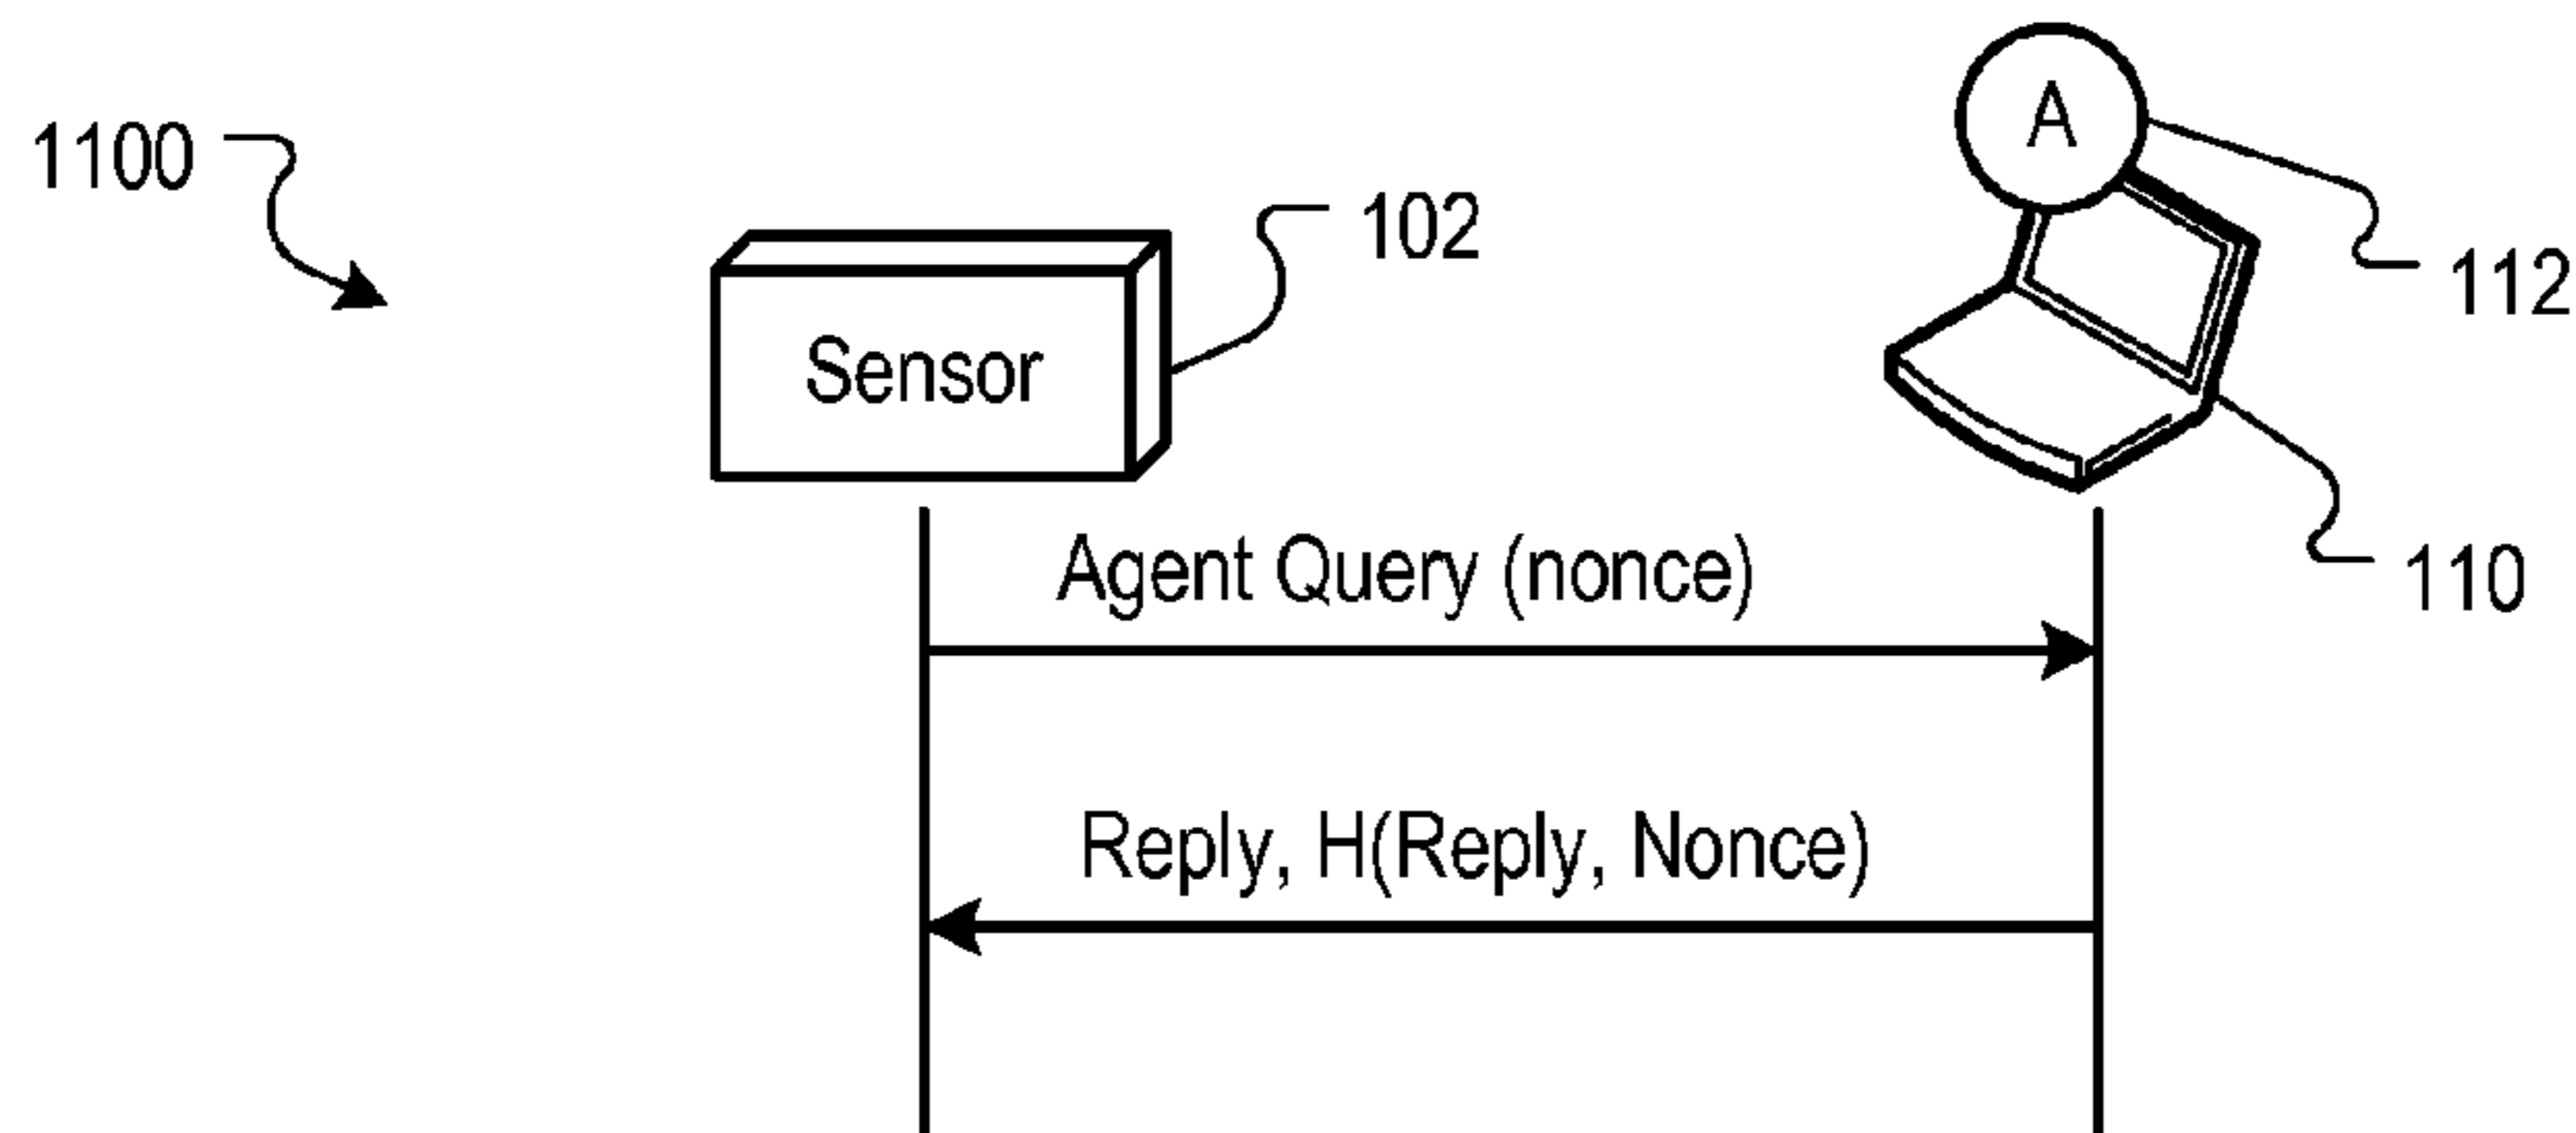 A
1100
102
Sensor
112
Agent Query (nonce)
110
Reply, H(Reply, Nonce)